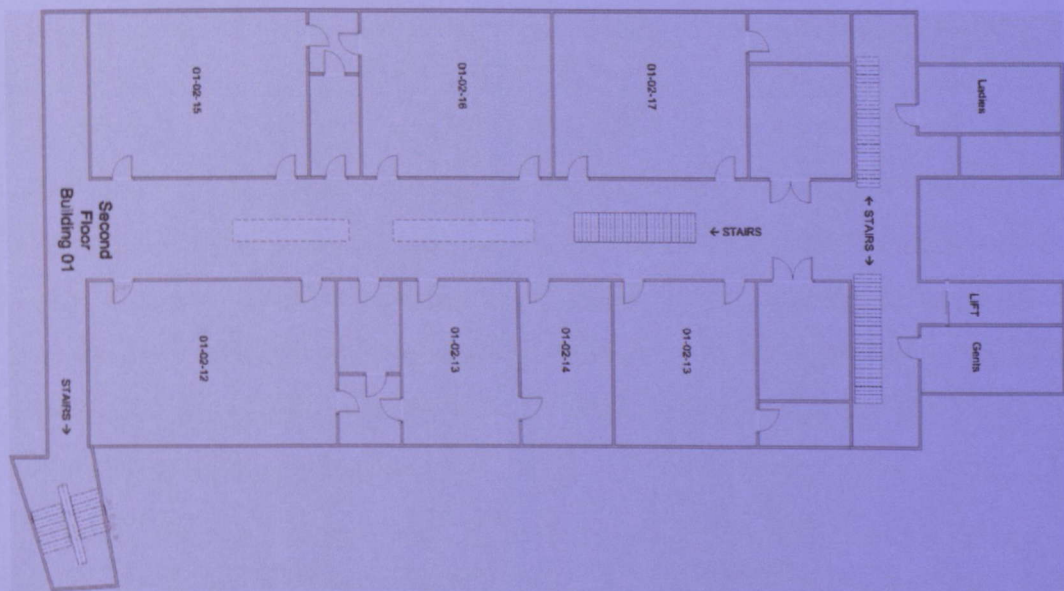 01-02-15
01-02-16
01-02-17
Ladies
Second
Floor
Building 01
← STAIRS
← STAIRS →
LIFT
01-02-12
01-02-13
01-02-14
01-02-13
Gents
STAIRS →